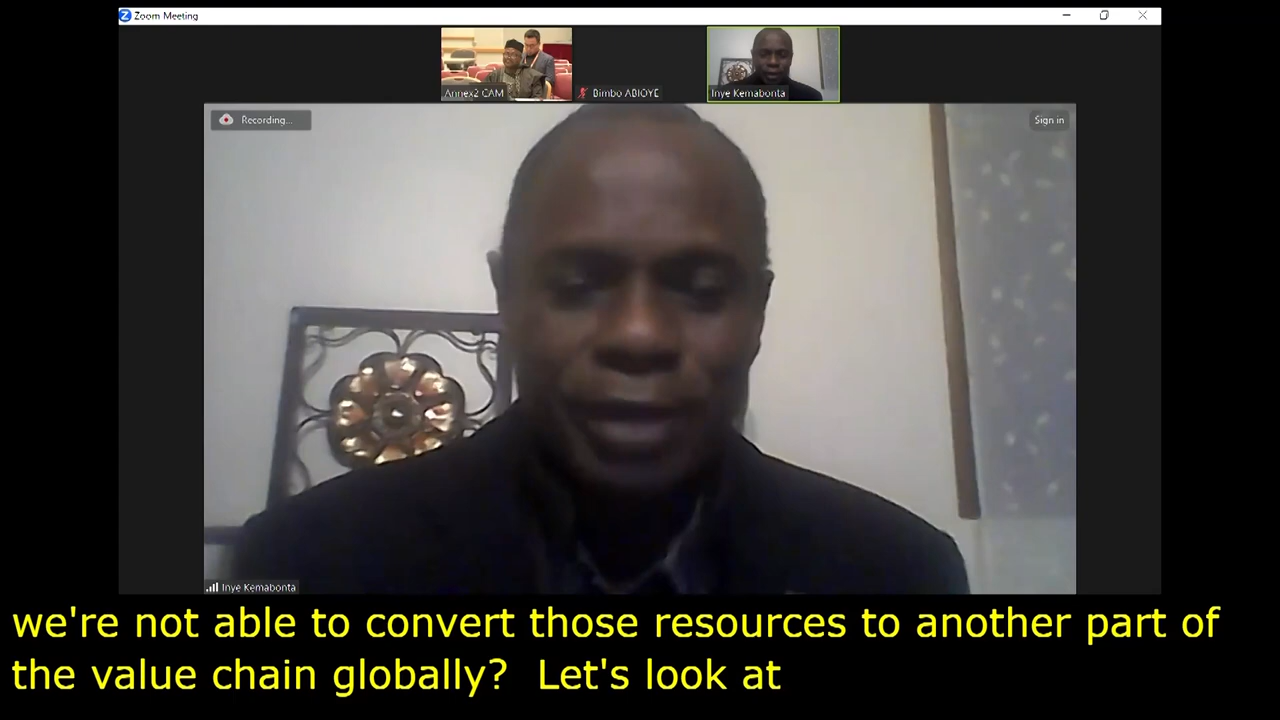 Zoom Meeting
Annex2 CAM
Bimbo ABIOYE
Inye Kemabonta
Recording...
Sign in
Inye Kemabonta
we're not able to convert those resources to another part of
the value chain globally?  Let's look at